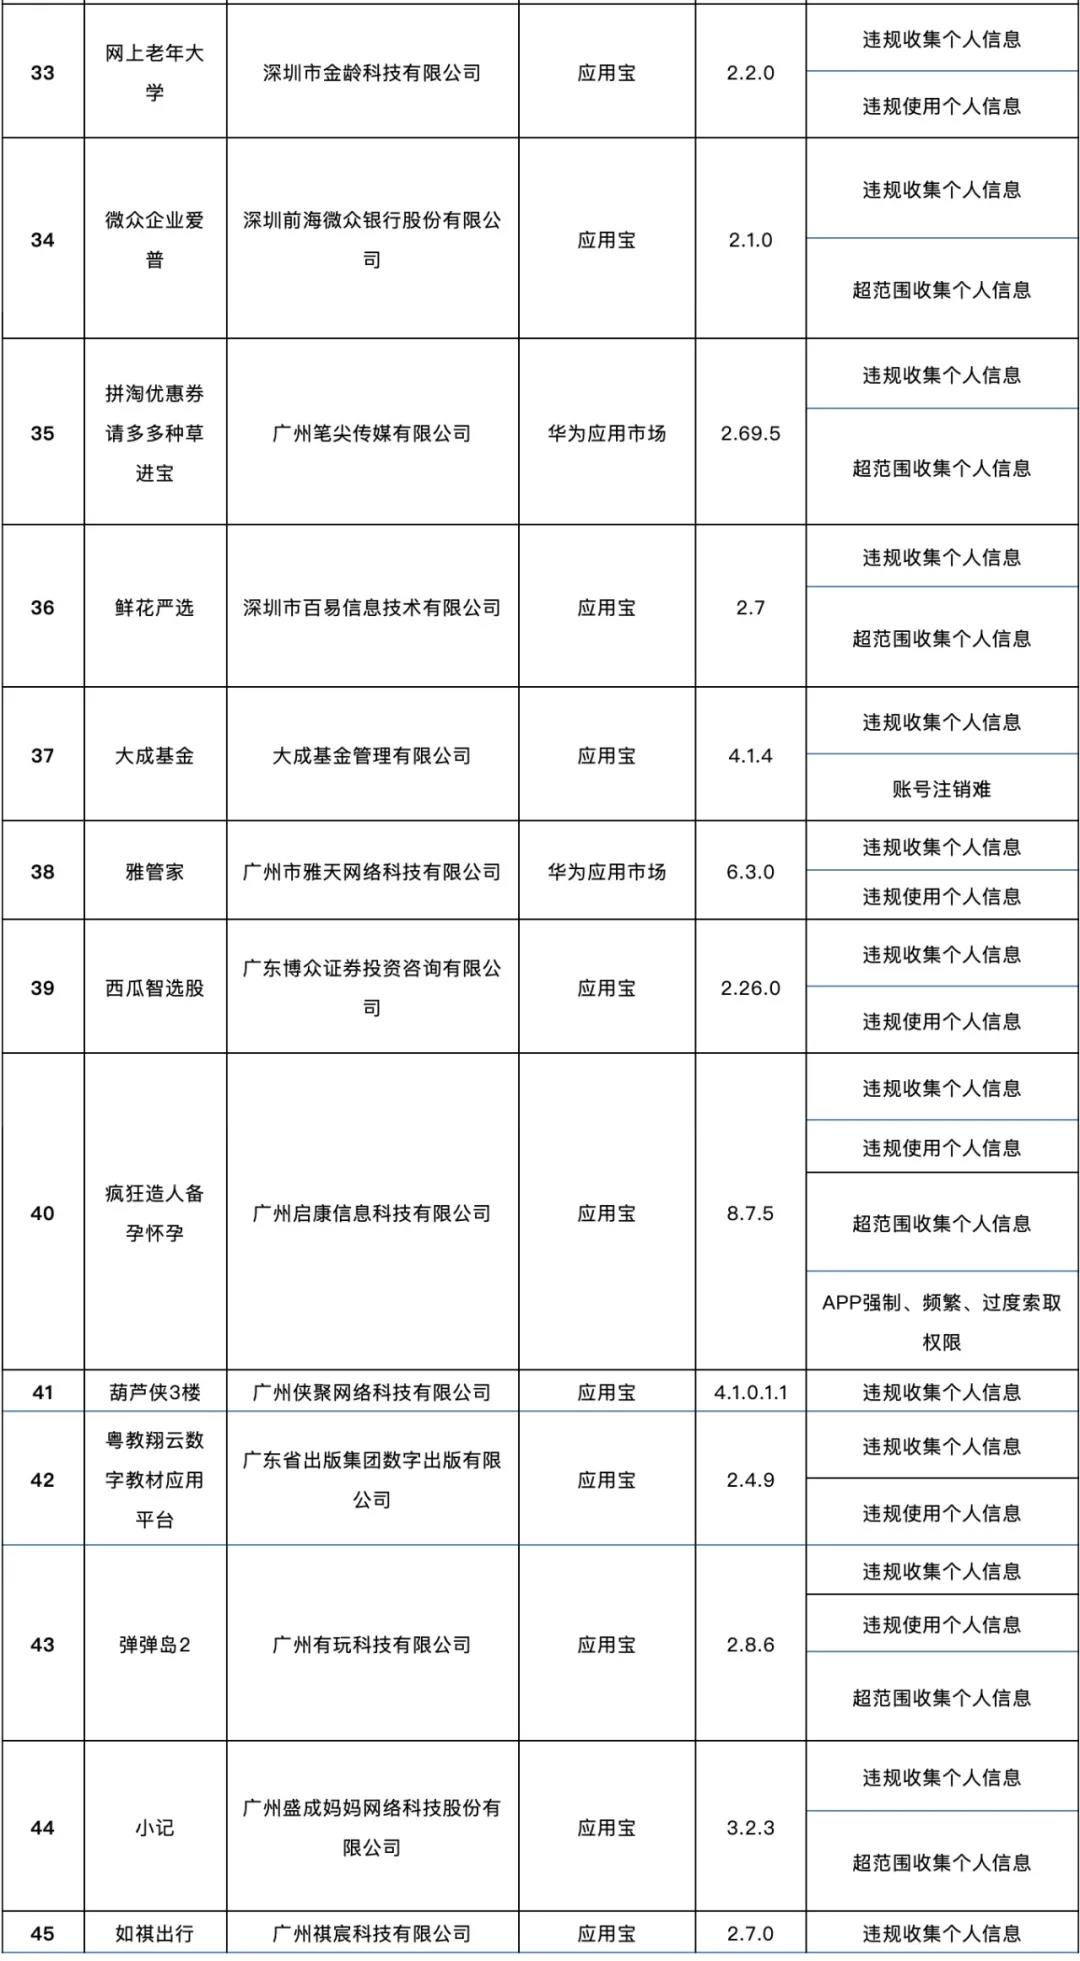 33
网上老年大
学
深圳市金龄科技有限公司
应用宝
2.2.0
违规收集个人信息
违规使用个人信息
34
微众企业爱
普
深圳前海微众银行股份有限公
司
应用宝
2.1.0
违规收集个人信息
超范围收集个人信息
35
拼淘优惠券
请多多种草
进宝
广州笔尖传媒有限公司
华为应用市场
2.69.5
违规收集个人信息
超范围收集个人信息
36
鲜花严选
深圳市百易信息技术有限公司
应用宝
2.7
违规收集个人信息
超范围收集个人信息
37
大成基金
大成基金管理有限公司
应用宝
4.1.4
违规收集个人信息
账号注销难
38
雅管家
广州市雅天网络科技有限公司
华为应用市场
6.3.0
违规收集个人信息
违规使用个人信息
39
西瓜智选股
广东博众证券投资咨询有限公
司
应用宝
2.26.0
违规收集个人信息
违规使用个人信息
40
疯狂造人备
孕怀孕
广州启康信息科技有限公司
应用宝
8.7.5
违规收集个人信息
违规使用个人信息
超范围收集个人信息
APP强制、频繁、过度索取
权限
41
葫芦侠3楼
广州侠聚网络科技有限公司
应用宝
4.1.0.1.1
违规收集个人信息
42
粤教翔云数
字教材应用
平台
广东省出版集团数字出版有限
公司
应用宝
2.4.9
违规收集个人信息
违规使用个人信息
43
弹弹岛2
广州有玩科技有限公司
应用宝
2.8.6
违规收集个人信息
违规使用个人信息
超范围收集个人信息
44
小记
广州盛成妈妈网络科技股份有
限公司
应用宝
3.2.3
违规收集个人信息
超范围收集个人信息
45
如祺出行
广州祺宸科技有限公司
应用宝
2.7.0
违规收集个人信息